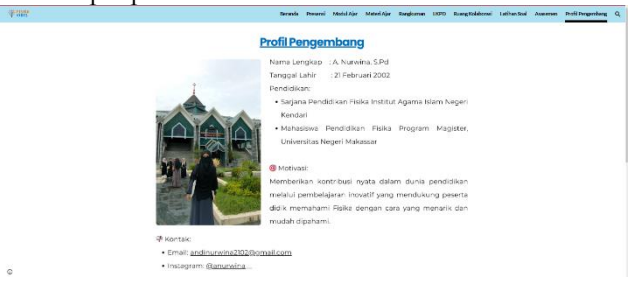 Beranda Presensi Modul Ajar Materi Ajar Rangkuman LKPD Ruang Kolaborasi Latihan Soal Asesmen Profil Pengembang
Profil Pengembang
Nama Lengkap : A. Nurwina, S.Pd
Tanggal Lahir : 21 Februari 2002
Pendidikan:
• Sarjana Pendidikan Fisika Institut Agama Islam Negeri
Kendari
• Mahasiswa Pendidikan Fisika Program Magister,
Universitas Negeri Makassar
Motivasi:
Memberikan kontribusi nyata dalam dunia pendidikan
melalui pembelajaran inovatif yang mendukung peserta
didik memahami Fisika dengan cara yang menarik dan
mudah dipahami.
Kontak:
• Email: andinurwina2102@gmail.com
• Instagram: @anurwina__